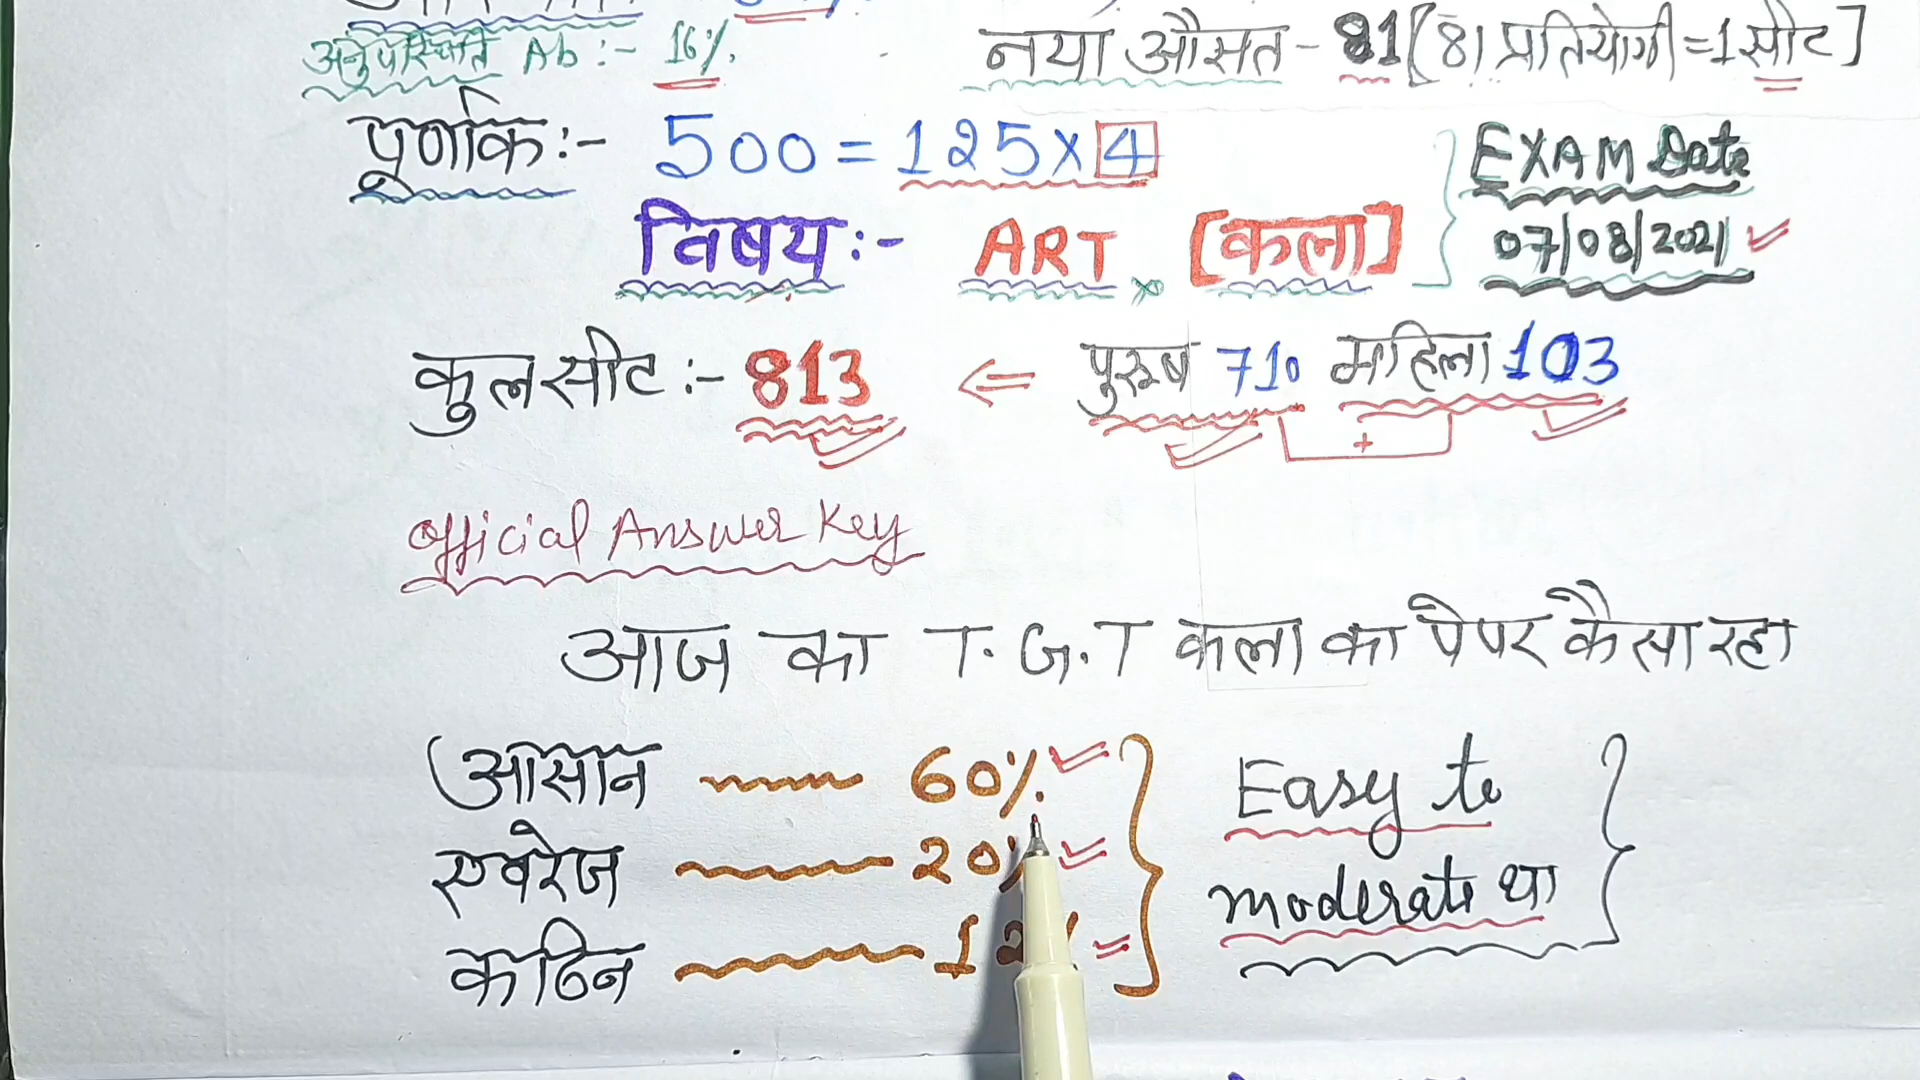 अनुपस्थित Ab :- 16%.
नया औसत - 81 [81 प्रतियोगी = 1 सीट]
पूर्णांक :- 500 = 125 x 4
EXAM Date
07/08/2021
विषय :- ART [कला]
कुल सीट :- 813 ⇐ पुरूष 710 महिला 103
+
Official Answer Key
आज का T.G.T कला का पेपर कैसा रहा
आसान 60%.
एवरेज 20%
कठिन 12%
Easy to
moderate था